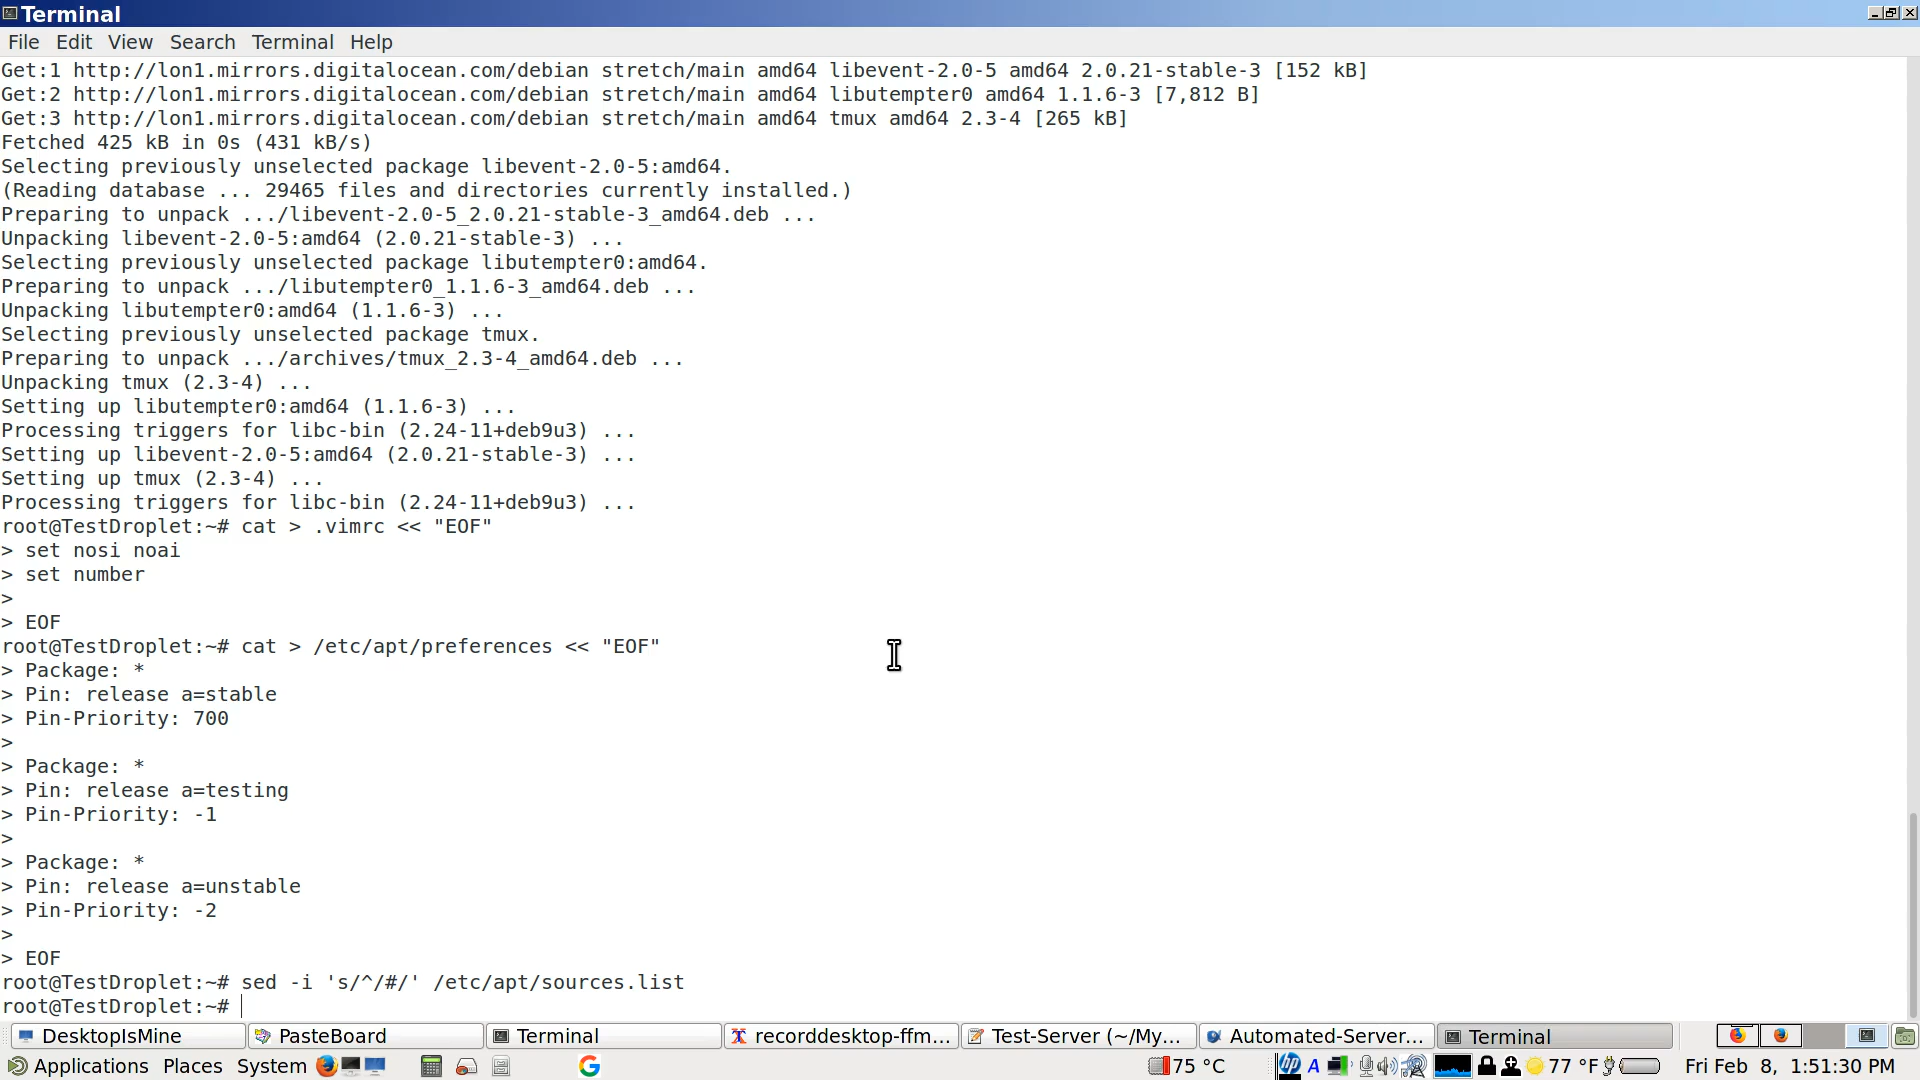 Terminal
File Edit View Search Terminal Help
Get:1 http://lon1.mirrors.digitalocean.com/debian stretch/main amd64 libevent-2.0-5 amd64 2.0.21-stable-3 [152 kB]
Get:2 http://lon1.mirrors.digitalocean.com/debian stretch/main amd64 libutempter0 amd64 1.1.6-3 [7,812 B]
Get:3 http://lon1.mirrors.digitalocean.com/debian stretch/main amd64 tmux amd64 2.3-4 [265 kB]
Fetched 425 kB in 0s (431 kB/s)
Selecting previously unselected package libevent-2.0-5:amd64.
(Reading database ... 29465 files and directories currently installed.)
Preparing to unpack .../libevent-2.0-5_2.0.21-stable-3_amd64.deb ...
Unpacking libevent-2.0-5:amd64 (2.0.21-stable-3) ...
Selecting previously unselected package libutempter0:amd64.
Preparing to unpack .../libutempter0_1.1.6-3_amd64.deb ...
Unpacking libutempter0:amd64 (1.1.6-3) ...
Selecting previously unselected package tmux.
Preparing to unpack .../archives/tmux_2.3-4_amd64.deb ...
Unpacking tmux (2.3-4) ...
Setting up libutempter0:amd64 (1.1.6-3) ...
Processing triggers for libc-bin (2.24-11+deb9u3) ...
Setting up libevent-2.0-5:amd64 (2.0.21-stable-3) ...
Setting up tmux (2.3-4) ...
Processing triggers for libc-bin (2.24-11+deb9u3) ...
root@TestDroplet:~# cat > .vimrc << "EOF"
> set nosi noai
> set number
>
> EOF
root@TestDroplet:~# cat > /etc/apt/preferences << "EOF"
> Package: *
> Pin: release a=stable
> Pin-Priority: 700
>
> Package: *
> Pin: release a=testing
> Pin-Priority: -1
>
> Package: *
> Pin: release a=unstable
> Pin-Priority: -2
>
> EOF
root@TestDroplet:~# sed -i 's/^/#/' /etc/apt/sources.list
root@TestDroplet:~#
DesktopIsMine PasteBoard Terminal recorddesktop-ffm... Test-Server (~/My... Automated-Server... Terminal
Applications Places System G 75 °C hp A 77 °F Fri Feb 8, 1:51:30 PM